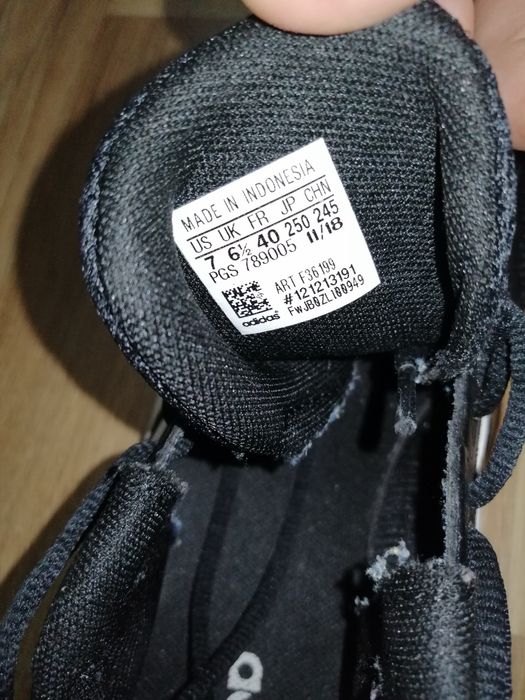 MADE IN INDONESIA
US UK FR JP CHN
7 6½ 40 250 245
PGS 789005 11/18
ART F36199
#121213191
FWJB0ZLI00949
adidas